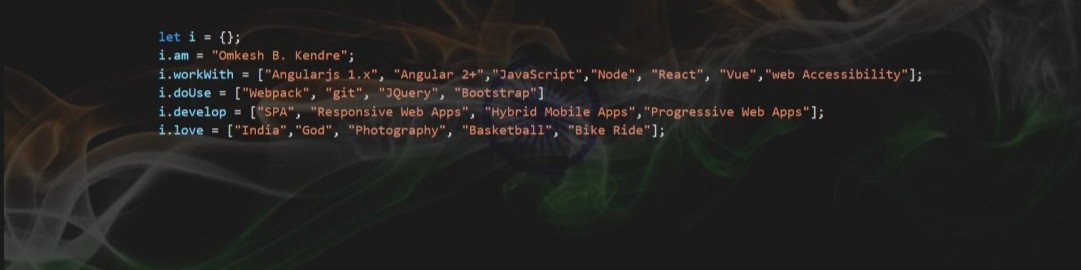 let i = {};
i.am = "Omkesh B. Kendre";
i.workWith = ["Angularjs 1.x", "Angular 2+","JavaScript","Node", "React", "Vue","web Accessibility"];
i.doUse = ["Webpack", "git", "JQuery", "Bootstrap"]
i.develop = ["SPA", "Responsive Web Apps", "Hybrid Mobile Apps","Progressive Web Apps"];
i.love = ["India","God", "Photography", "Basketball", "Bike Ride"];